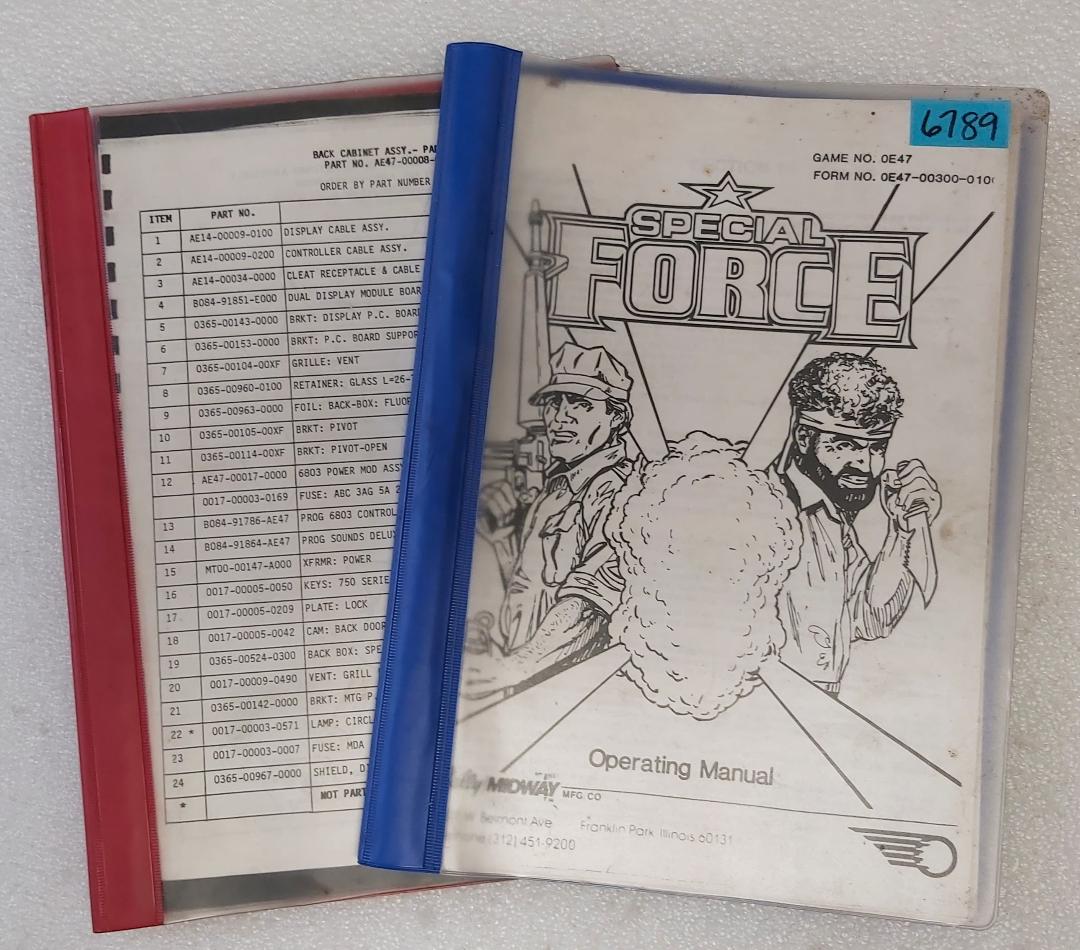 BACK CABINET ASSY.-
PART NO. AE47-00008-
ORDER BY PART NUMBER
ITEM PART NO.
1 AE14-00009-0100 DISPLAY CABLE ASSY.
2 AE14-00009-0200 CONTROLLER CABLE ASSY.
3 AE14-00034-0000 CLEAT RECEPTACLE & CABLE
4 B084-91851-E000 DUAL DISPLAY MODULE BOAR
5 0365-00143-0000 BRKT: DISPLAY P.C. BOARD
6 0365-00153-0000 BRKT: P.C. BOARD SUPPOR
7 0365-00104-00XF GRILLE: VENT
8 0365-00960-0100 RETAINER: GLASS L=26-
9 0365-00963-0000 FOIL: BACK-BOX: FLUO
10 0365-00105-00XF BRKT: PIVOT
11 0365-00114-00XF BRKT: PIVOT-OPEN
12 AE47-00017-0000 6803 POWER MOD ASSY
0017-00003-0169 FUSE: ABC 3AG 5A 2
13 B084-91786-AE47 PROG 6803 CONTROL
14 B084-91864-AE47 PROG SOUNDS DELU
15 MT00-00147-A000 XFRMR: POWER
16 0017-00005-0050 KEYS: 750 SERIE
17 0017-00005-0209 PLATE: LOCK
18 0017-00005-0042 CAM: BACK DOOR
19 0365-00524-0300 BACK BOX: SPE
20 0017-00009-0490 VENT: GRILL
21 0365-00142-0000 BRKT: MTG P
22 * 0017-00003-0571 LAMP: CIRCL
23 0017-00003-0007 FUSE: MDA
24 0365-00967-0000 SHIELD, D
* NOT PART
6789
GAME NO. 0E47
FORM NO. 0E47-00300-010
SPECIAL
FORCE
Operating Manual
MIDWAY MFG. CO
Belmont Ave Franklin Park Illinois 60131
(312) 451-9200